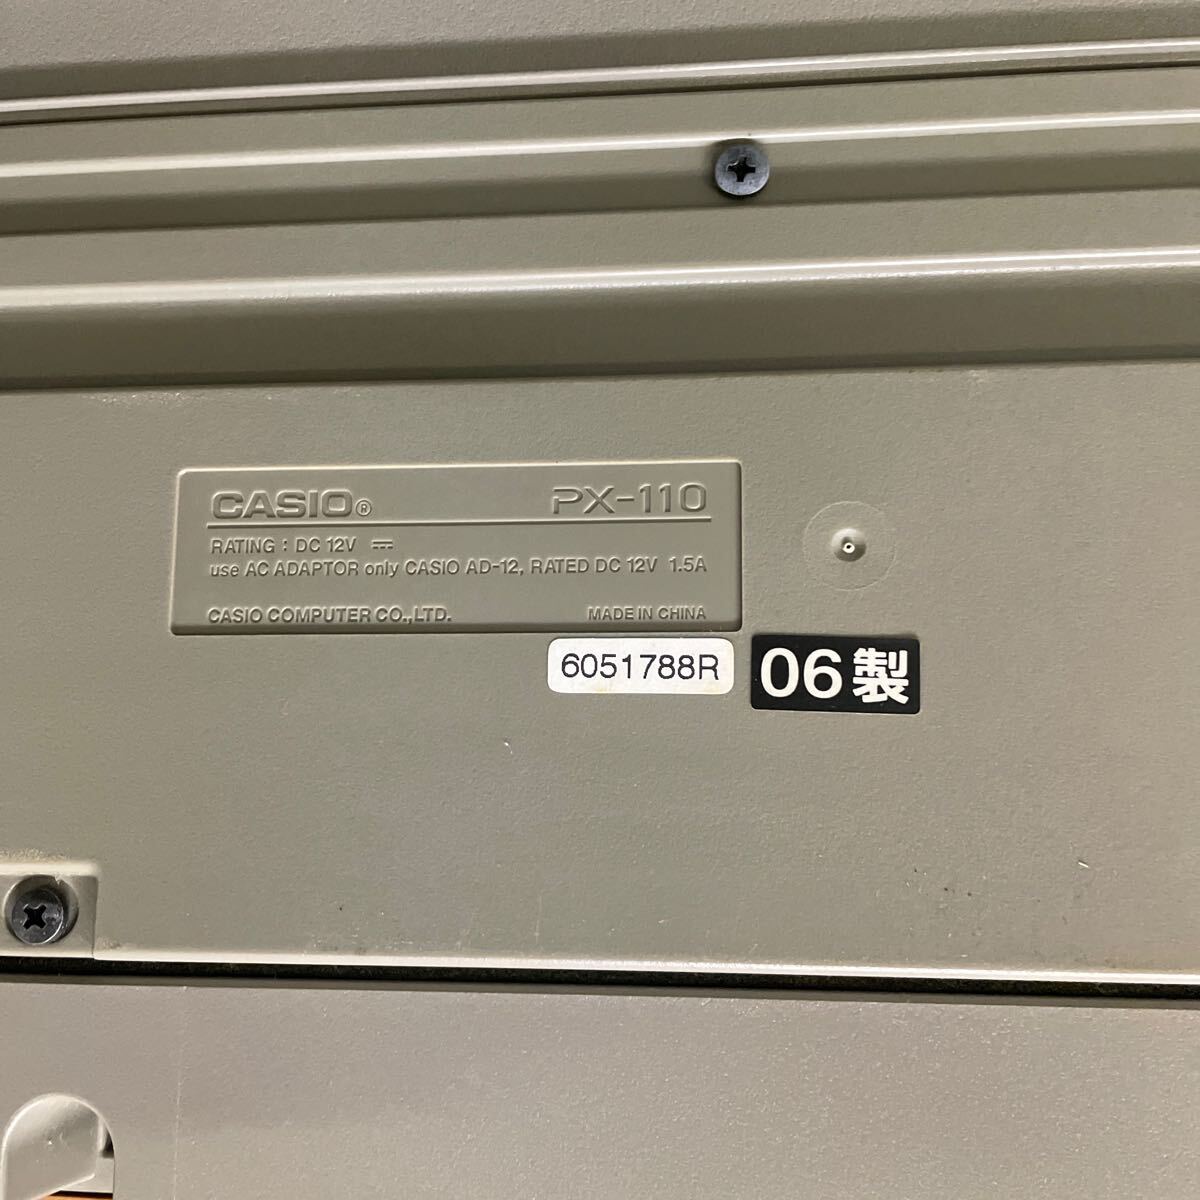 CASIO® PX-110
RATING : DC 12V ⎓
use AC ADAPTOR only CASIO AD-12, RATED DC 12V 1.5A
CASIO COMPUTER CO.,LTD. MADE IN CHINA
6051788R 06製